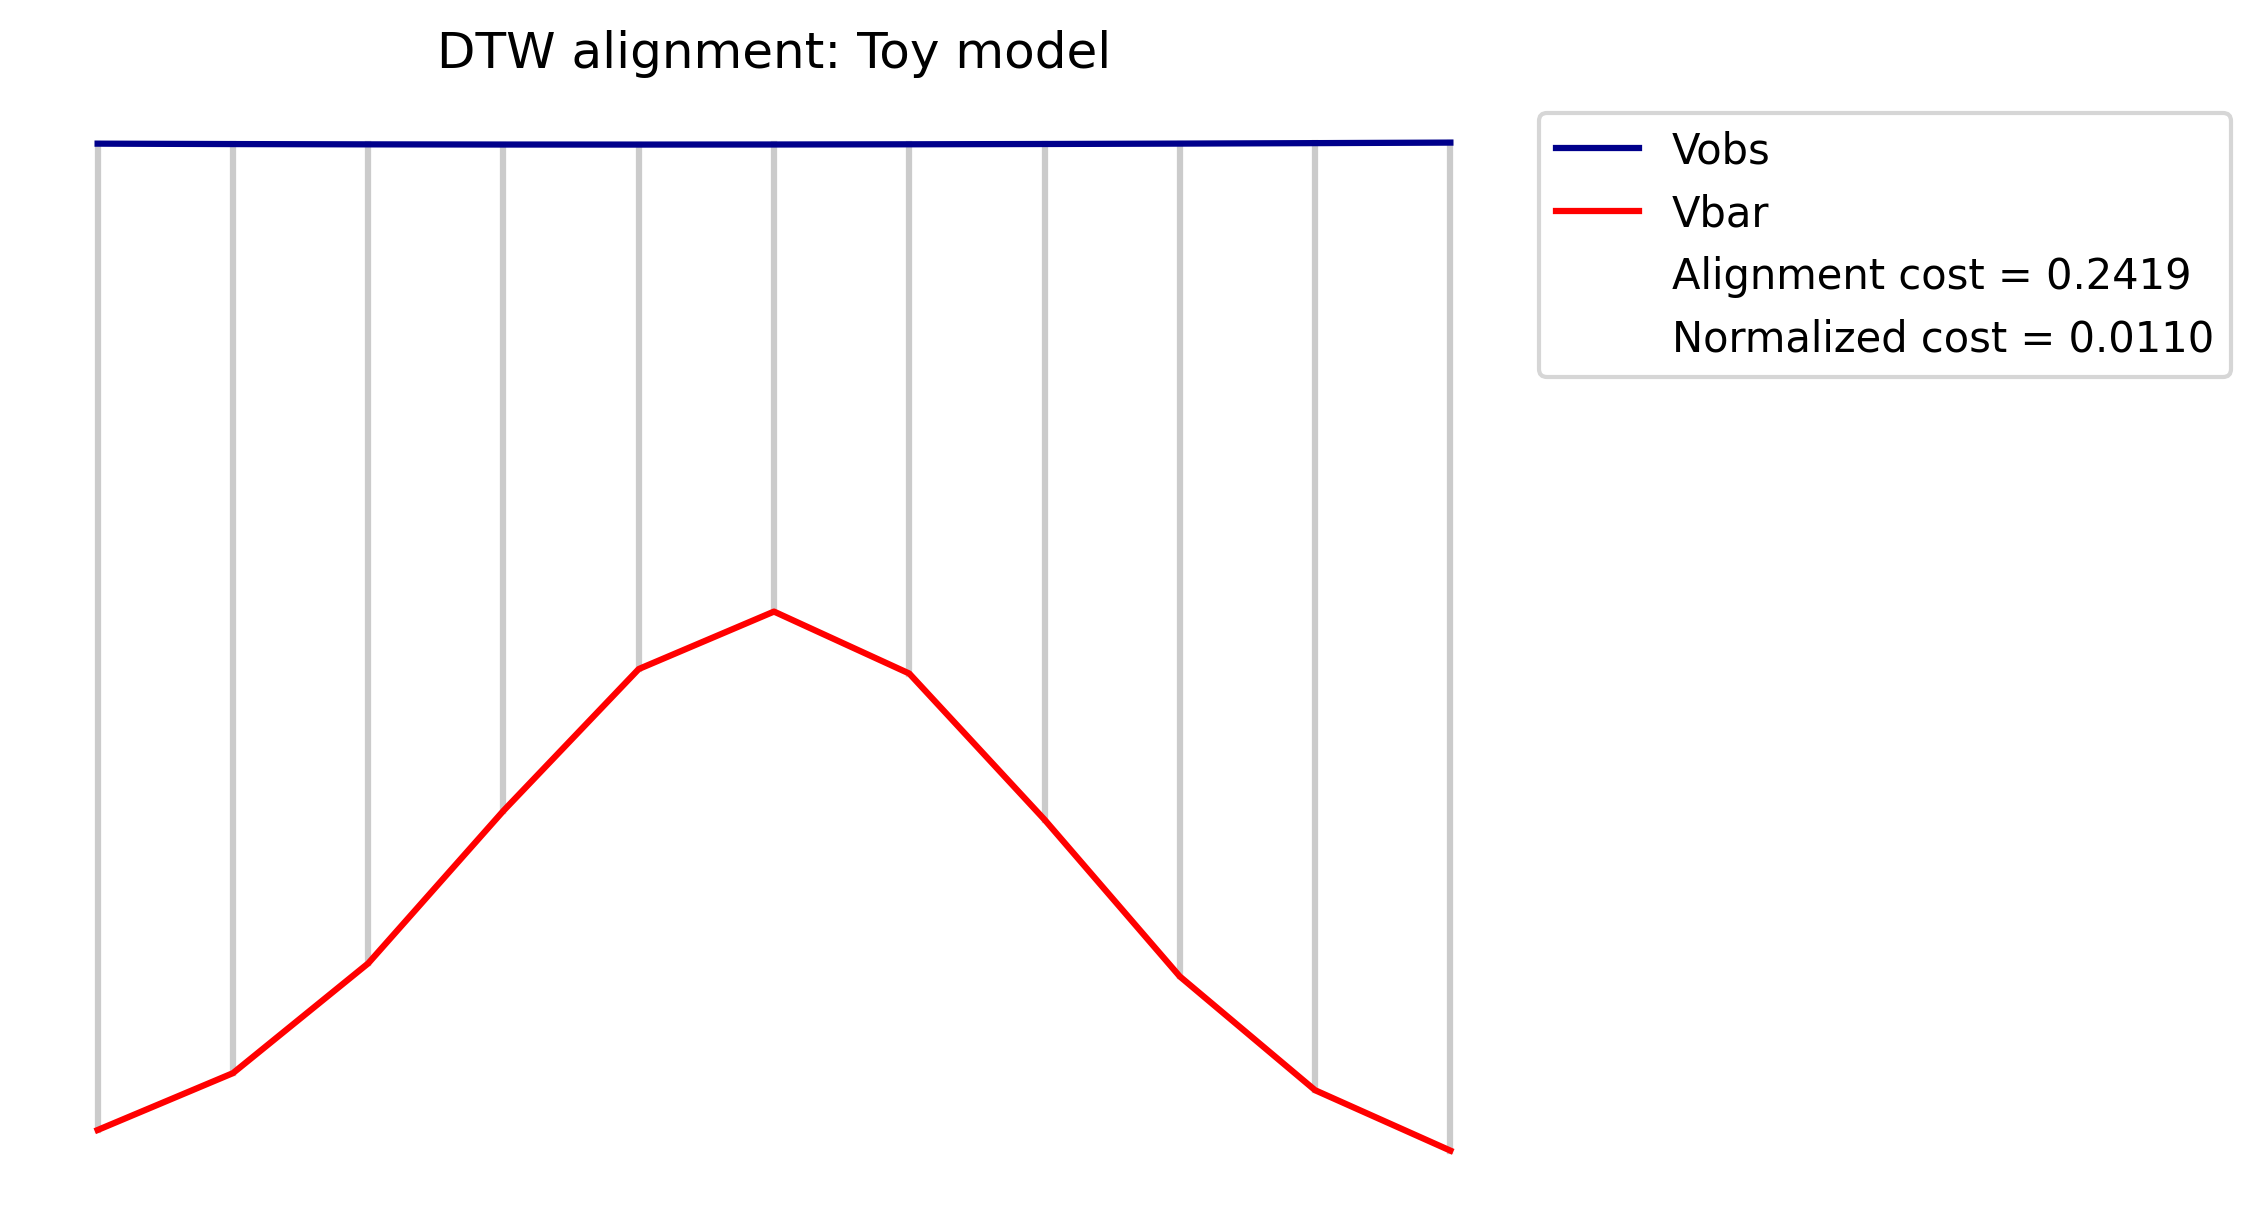 DTW alignment: Toy model
Vobs
Vbar
Alignment cost = 0.2419
Normalized cost = 0.0110